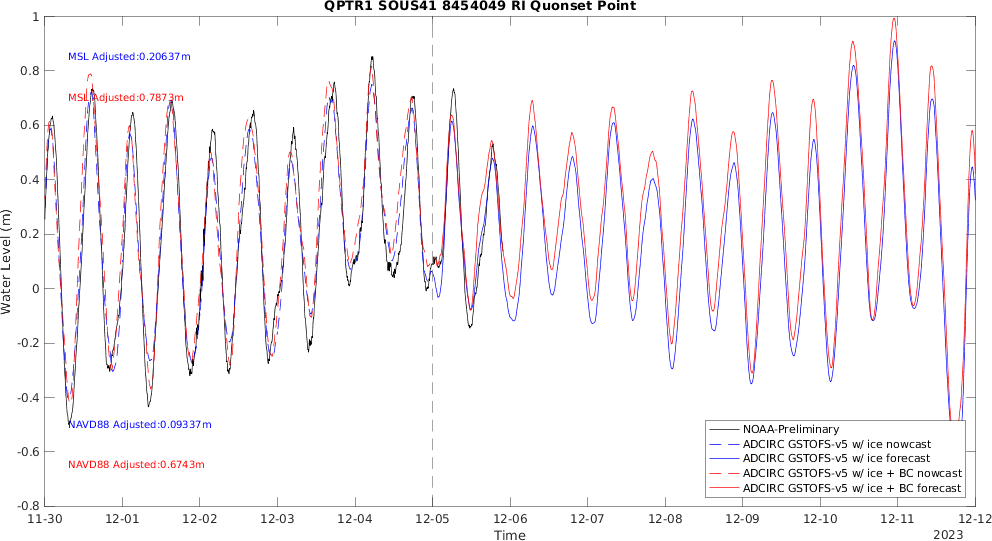 QPTR1 SOUS41 8454049 RI Quonset Point
Water Level (m)
1
0.8
0.6
0.4
0.2
0
-0.2
-0.4
-0.6
-0.8
MSL Adjusted:0.20637m
MSL Adjusted:0.7873m
NAVD88 Adjusted:0.09337m
NAVD88 Adjusted:0.6743m
NOAA-Preliminary
ADCIRC GSTOFS-v5 w/ ice nowcast
ADCIRC GSTOFS-v5 w/ ice forecast
ADCIRC GSTOFS-v5 w/ ice + BC nowcast
ADCIRC GSTOFS-v5 w/ ice + BC forecast
11-30 12-01 12-02 12-03 12-04 12-05 12-06 12-07 12-08 12-09 12-10 12-11 12-12
Time
2023